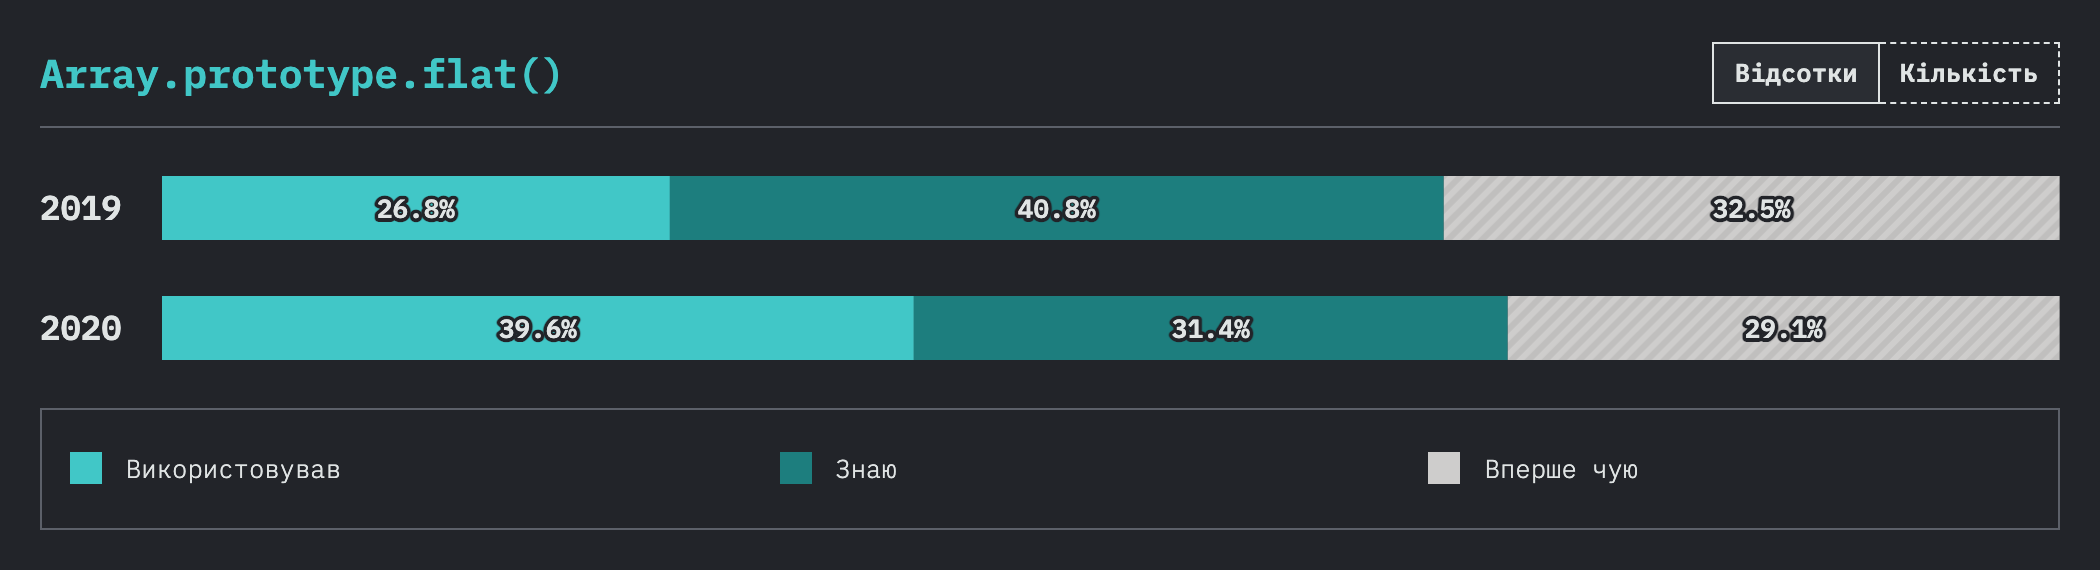 Array.prototype.flat()
Відсотки Кількість
2019 26.8% 40.8% 32.5%
2020 39.6% 31.4% 29.1%
Використовував Знаю Вперше чую